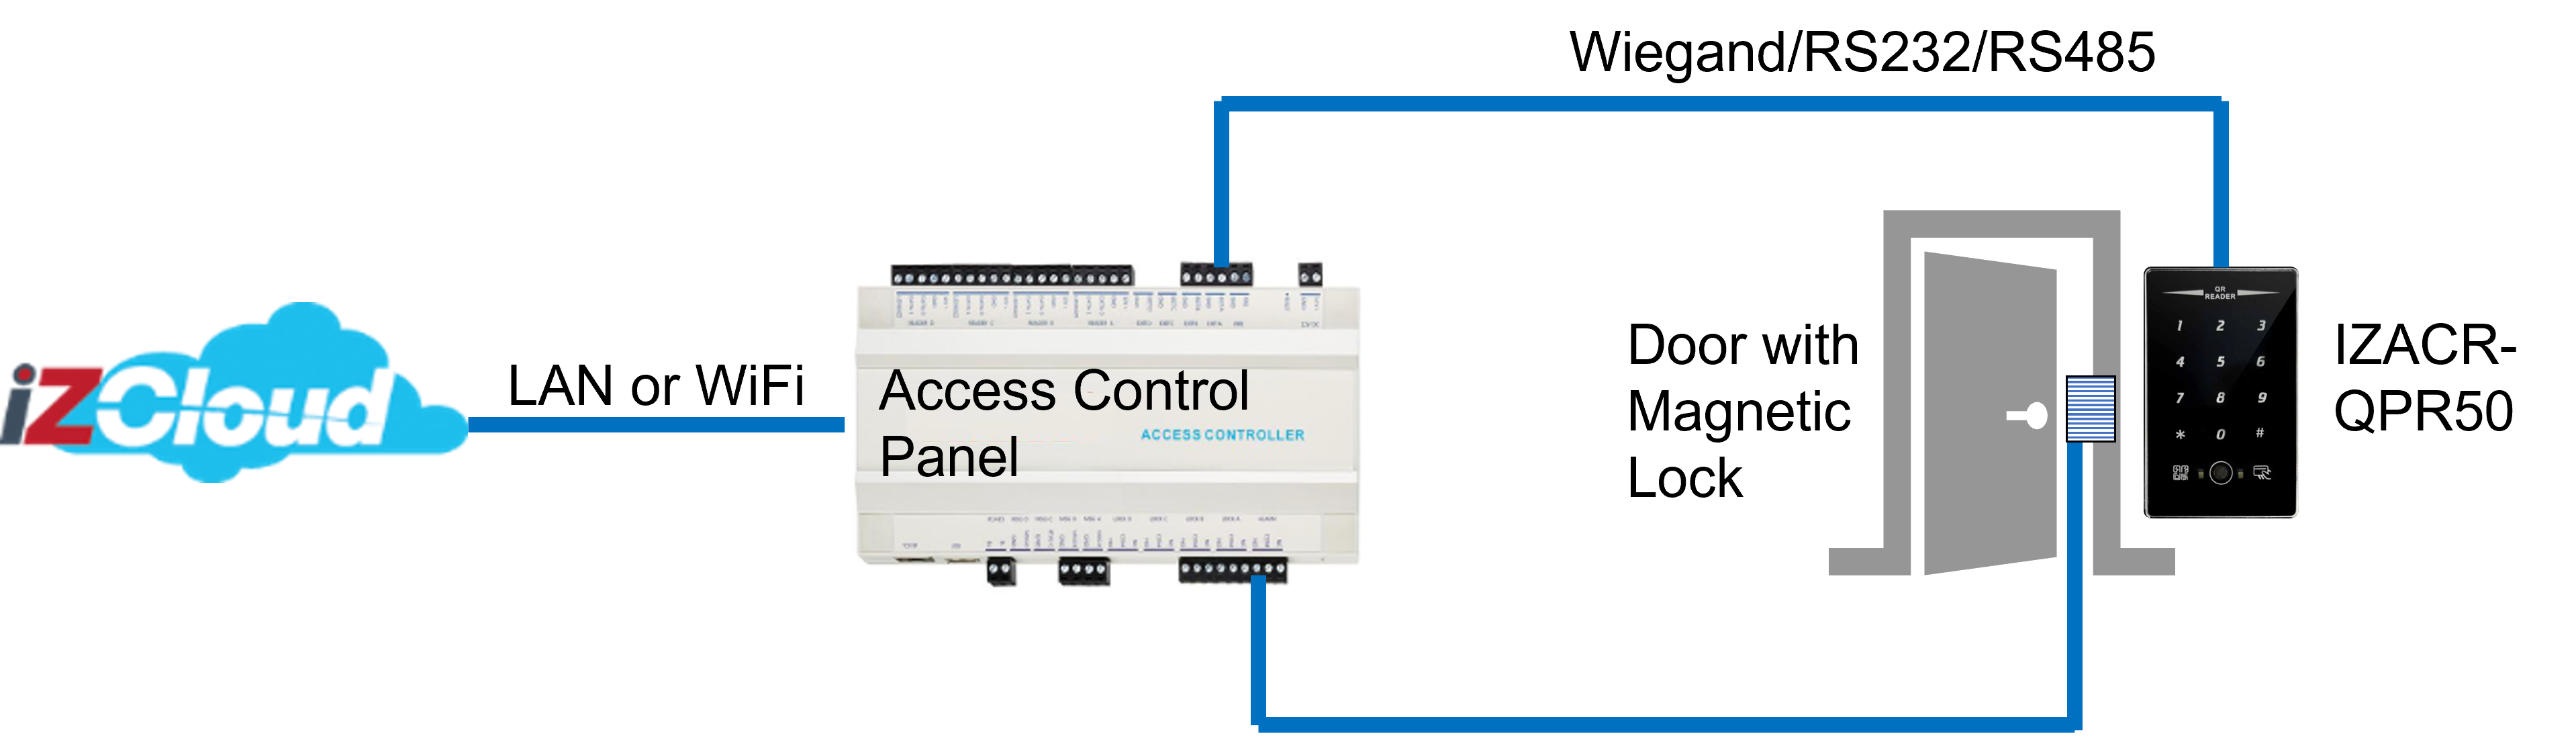 Wiegand/RS232/RS485
iZCloud
LAN or WiFi
Access Control
Panel
ACCESS CONTROLLER
Door with
Magnetic
Lock
QR
READER
1 2 3
4 5 6
7 8 9
* 0 #
IZACR-
QPR50